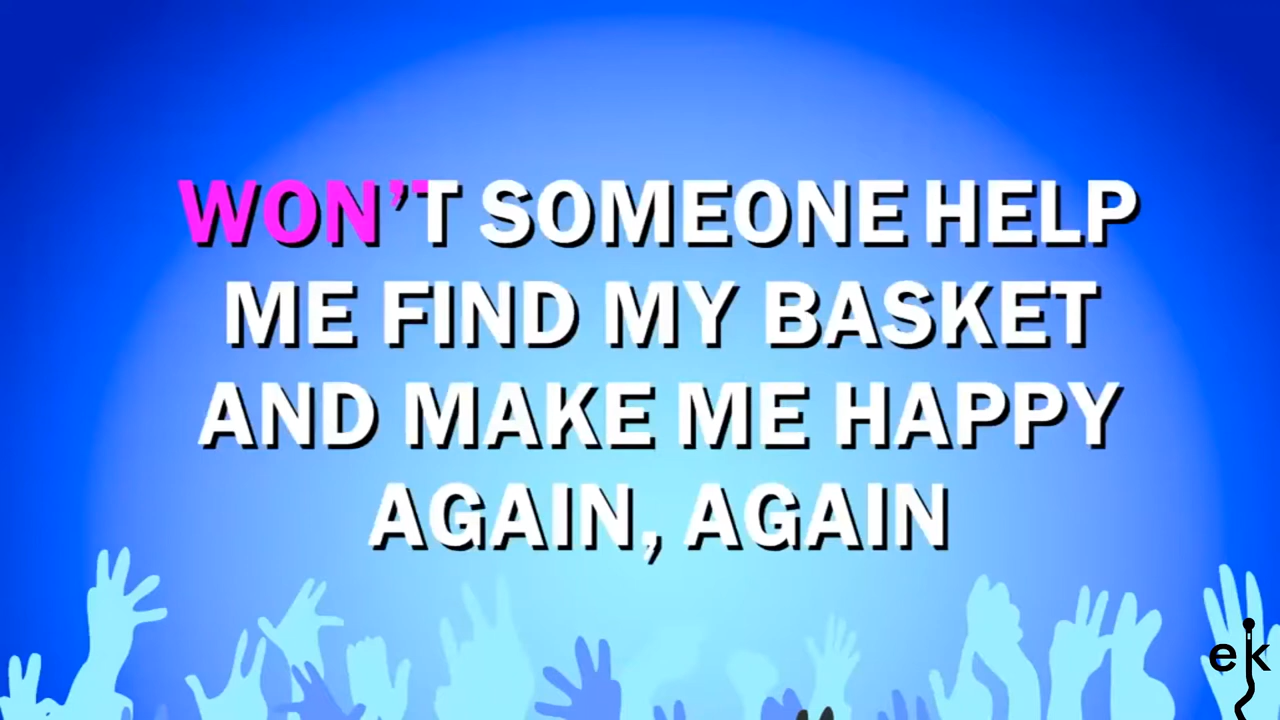 WON’T SOMEONE HELP
ME FIND MY BASKET
AND MAKE ME HAPPY
AGAIN, AGAIN
ek